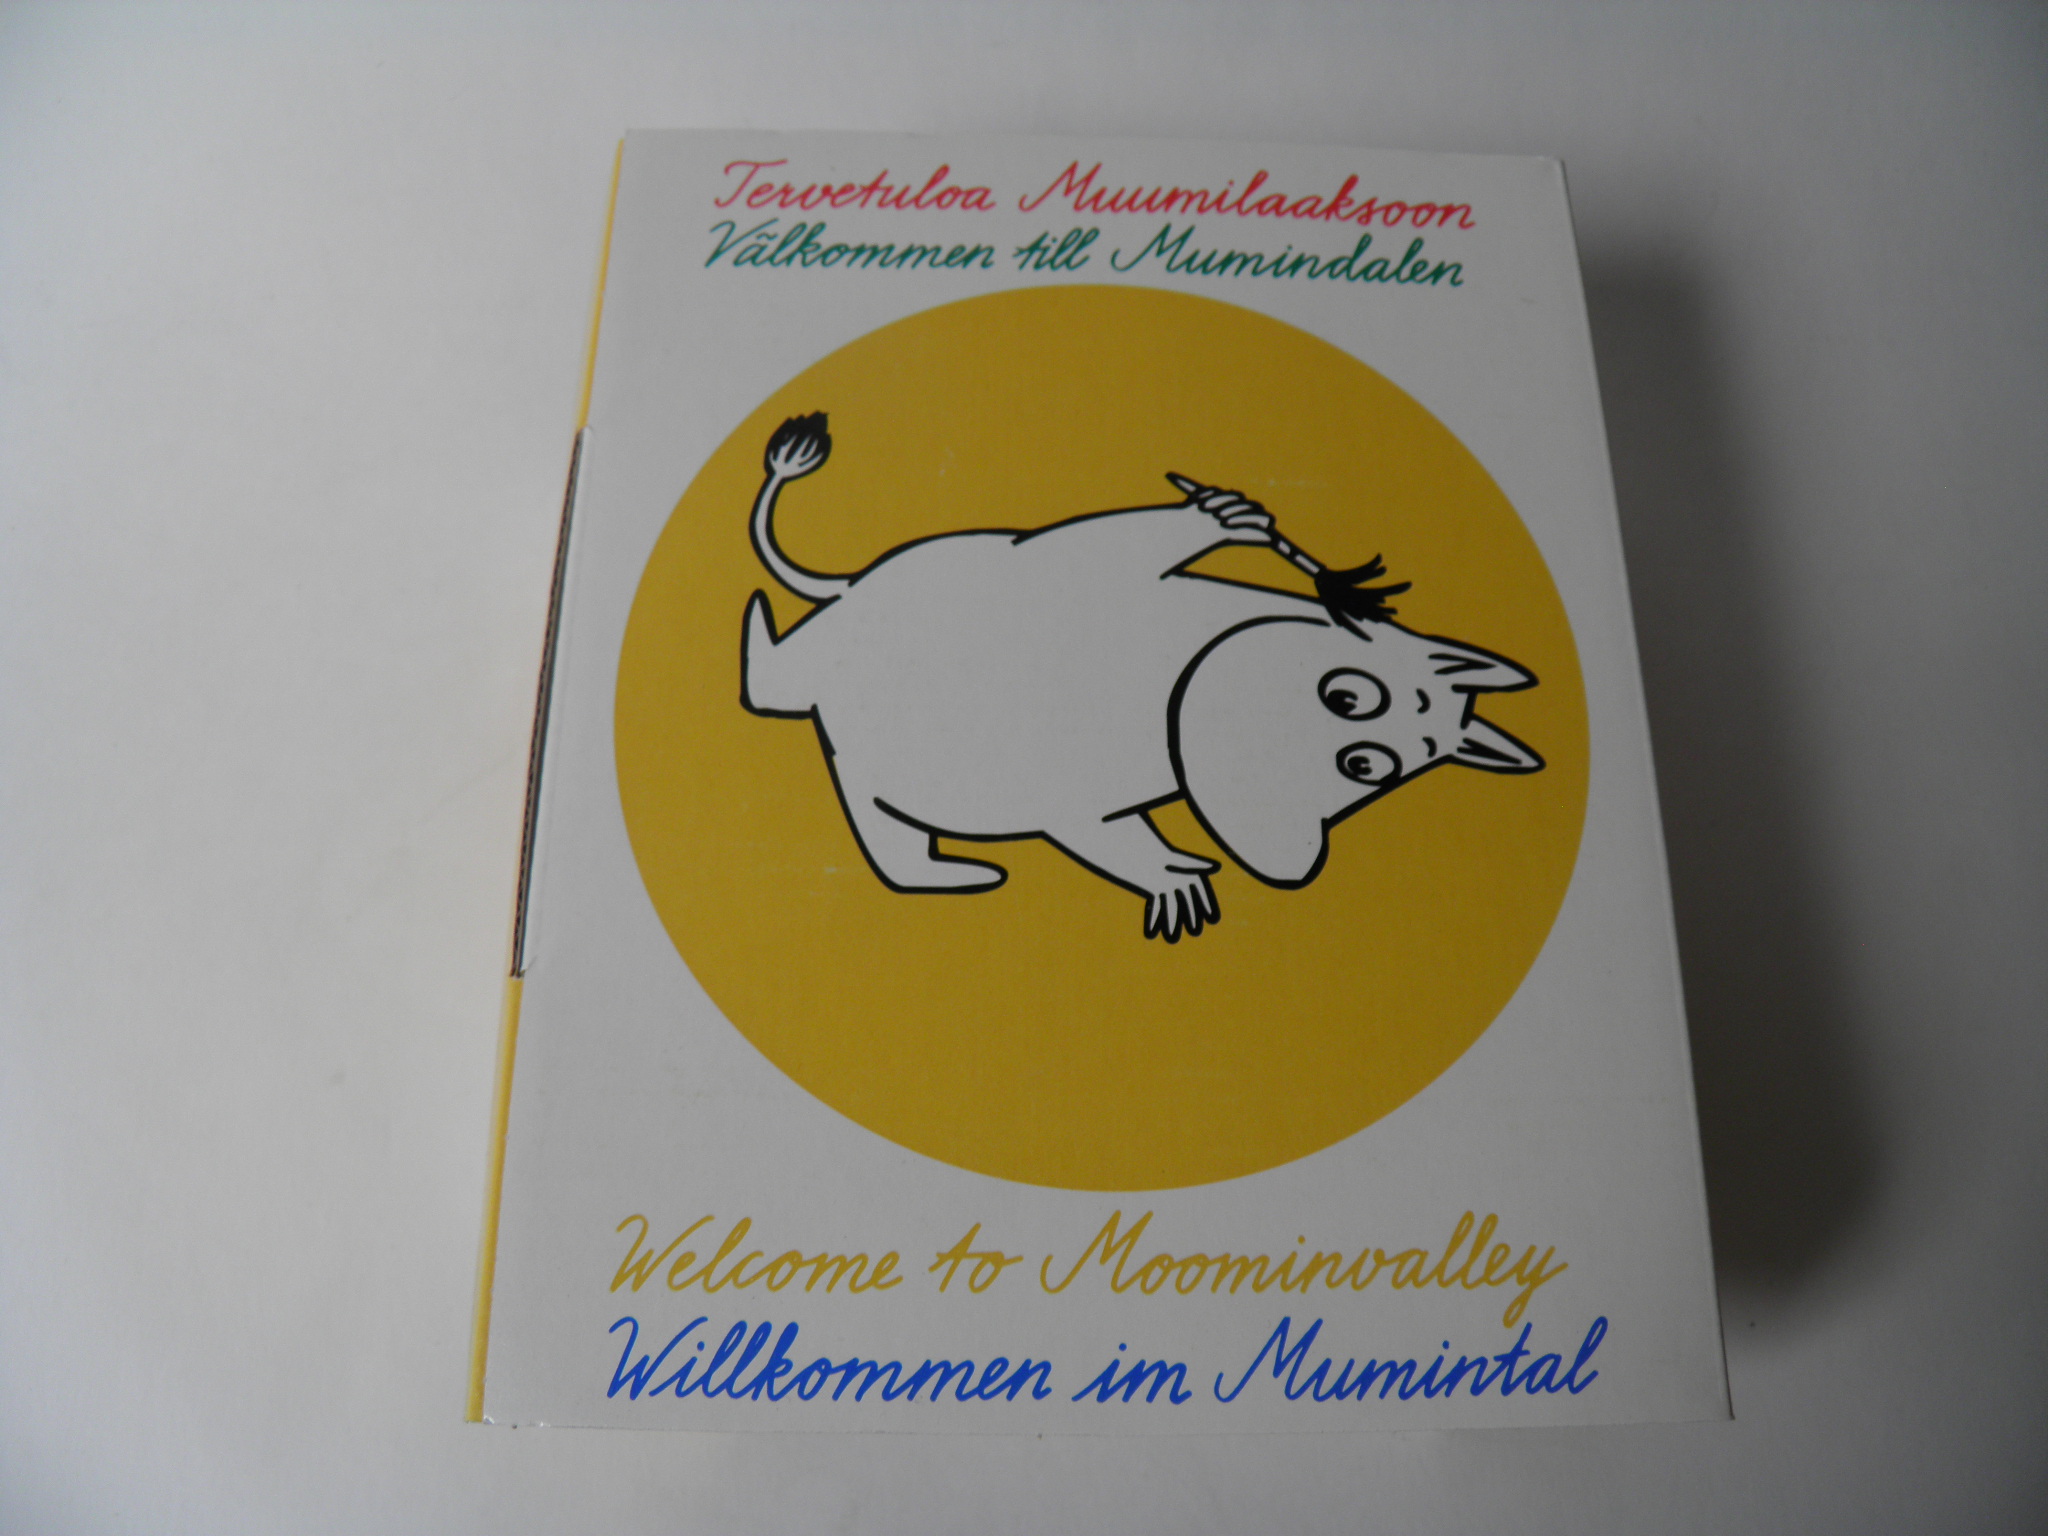 Tervetuloa Muumilaaksoon
Välkommen till Mumindalen
Welcome to Moominvalley
Willkommen im Mumintal